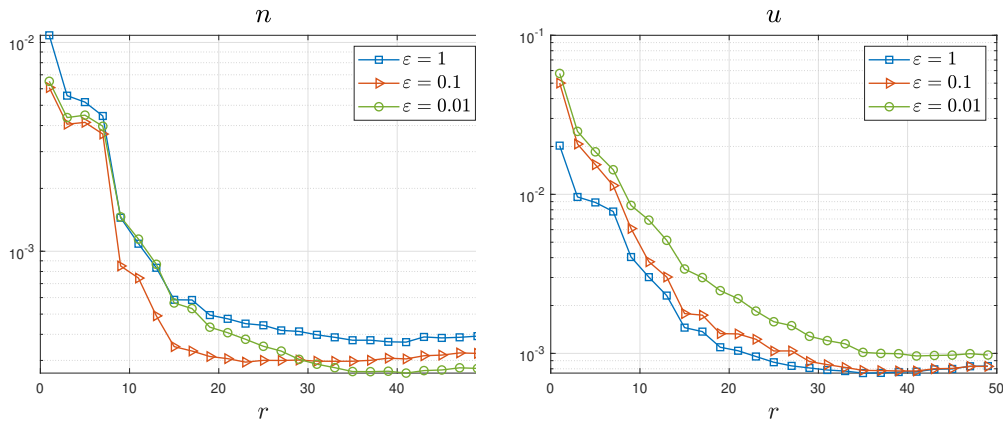 n
10^{-2}
10^{-3}
0 10 20 30 40
r
ε = 1
ε = 0.1
ε = 0.01
u
10^{-1}
10^{-2}
10^{-3}
0 10 20 30 40 50
r
ε = 1
ε = 0.1
ε = 0.01